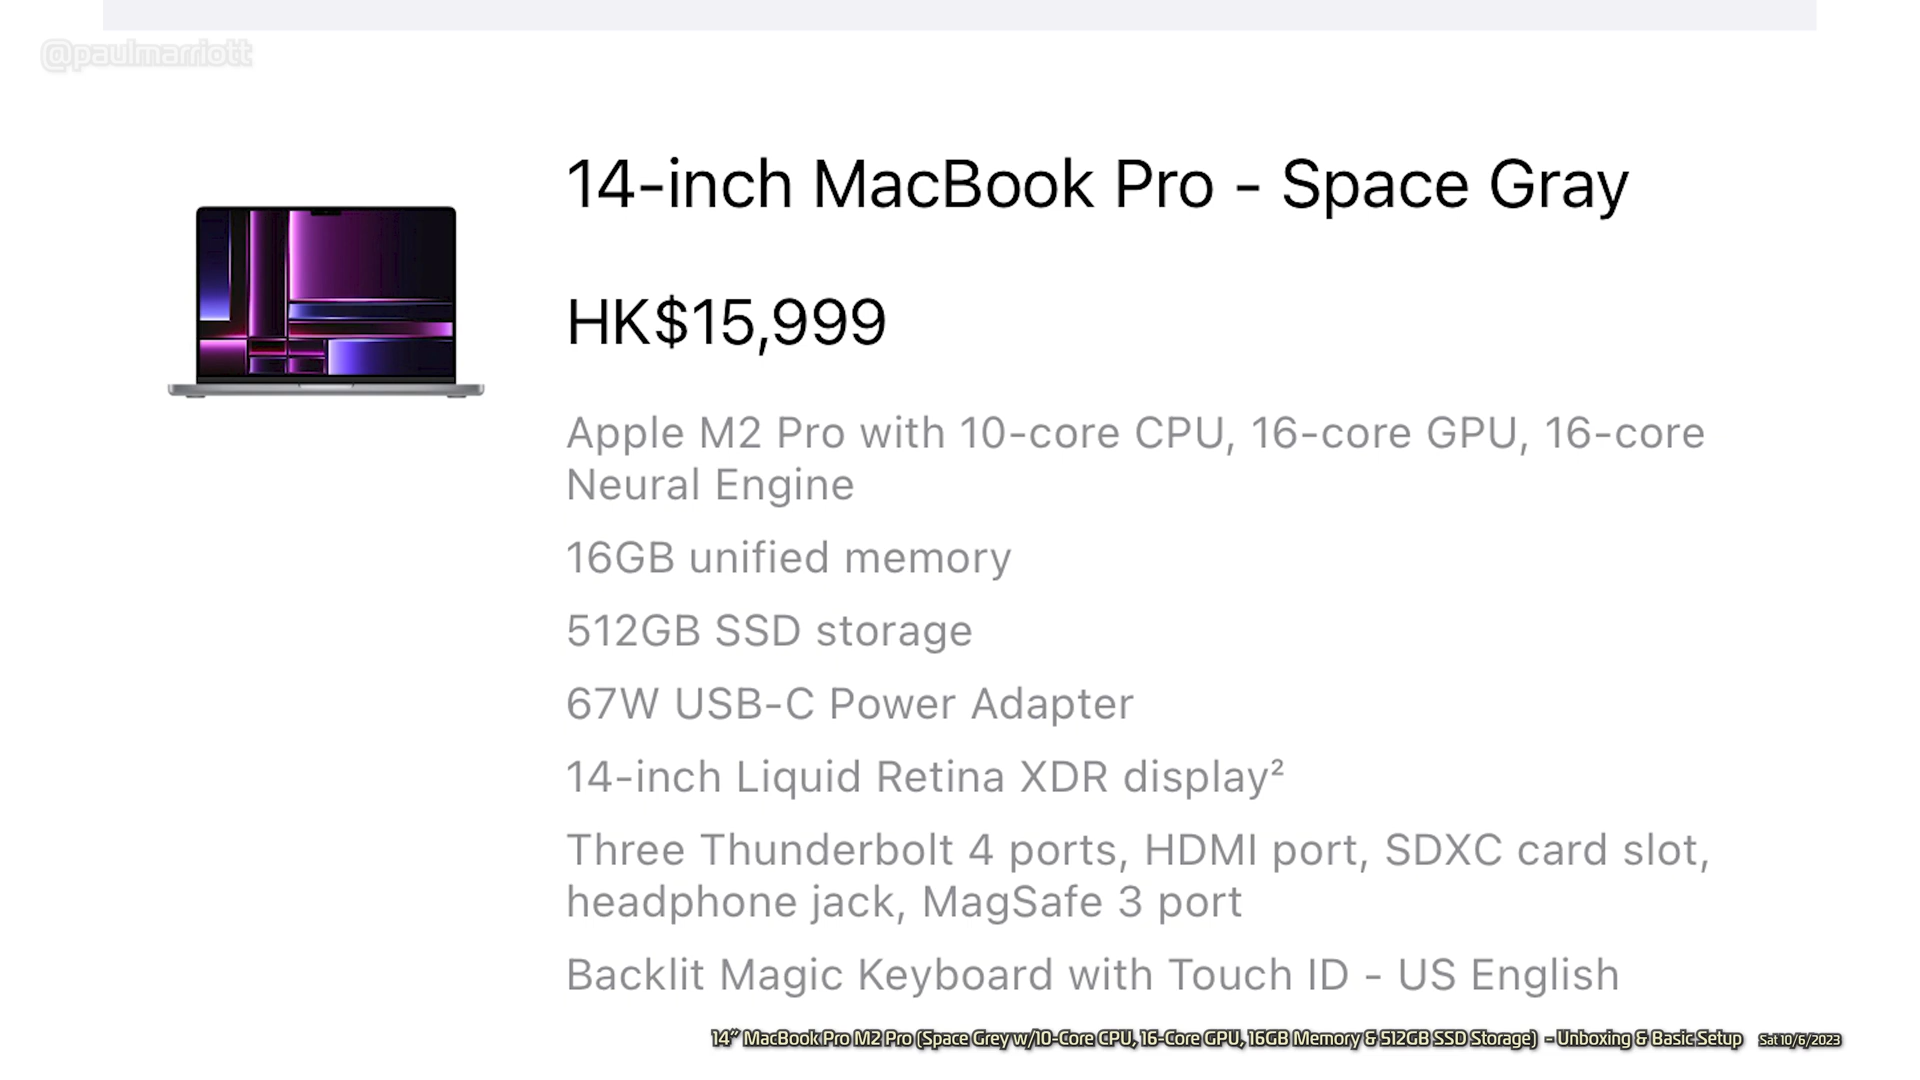 @paulmarriott
14-inch MacBook Pro - Space Gray
HK$15,999
Apple M2 Pro with 10-core CPU, 16-core GPU, 16-core
Neural Engine
16GB unified memory
512GB SSD storage
67W USB-C Power Adapter
14-inch Liquid Retina XDR display²
Three Thunderbolt 4 ports, HDMI port, SDXC card slot,
headphone jack, MagSafe 3 port
Backlit Magic Keyboard with Touch ID - US English
14” MacBook Pro M2 Pro (Space Grey w/10-Core CPU, 16-Core GPU, 16GB Memory & 512GB SSD Storage) - Unboxing & Basic Setup Sat 10/6/2023